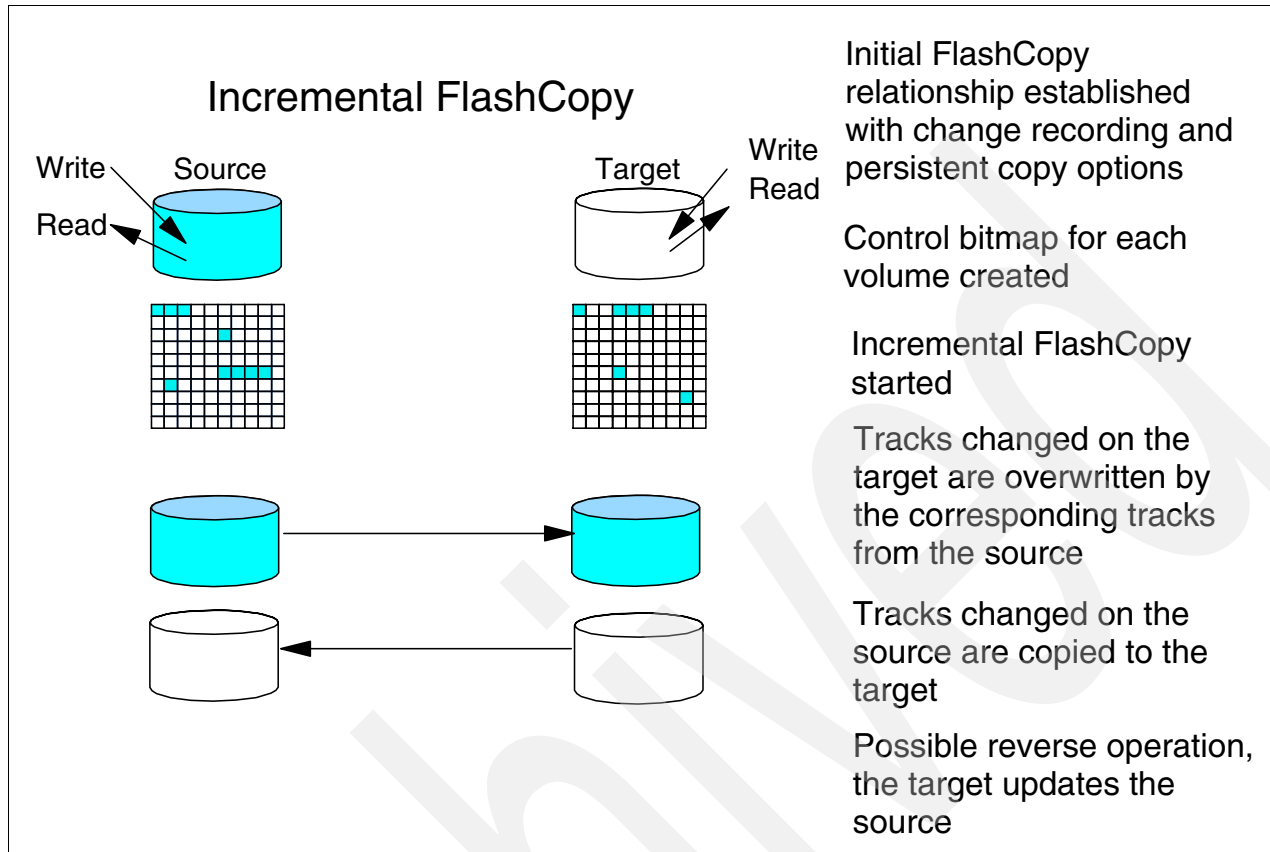 Incremental FlashCopy
Write
Read
Source
Target
Write
Read
Initial FlashCopy
relationship established
with change recording and
persistent copy options
Control bitmap for each
volume created
Incremental FlashCopy
started
Tracks changed on the
target are overwritten by
the corresponding tracks
from the source
Tracks changed on the
source are copied to the
target
Possible reverse operation,
the target updates the
source